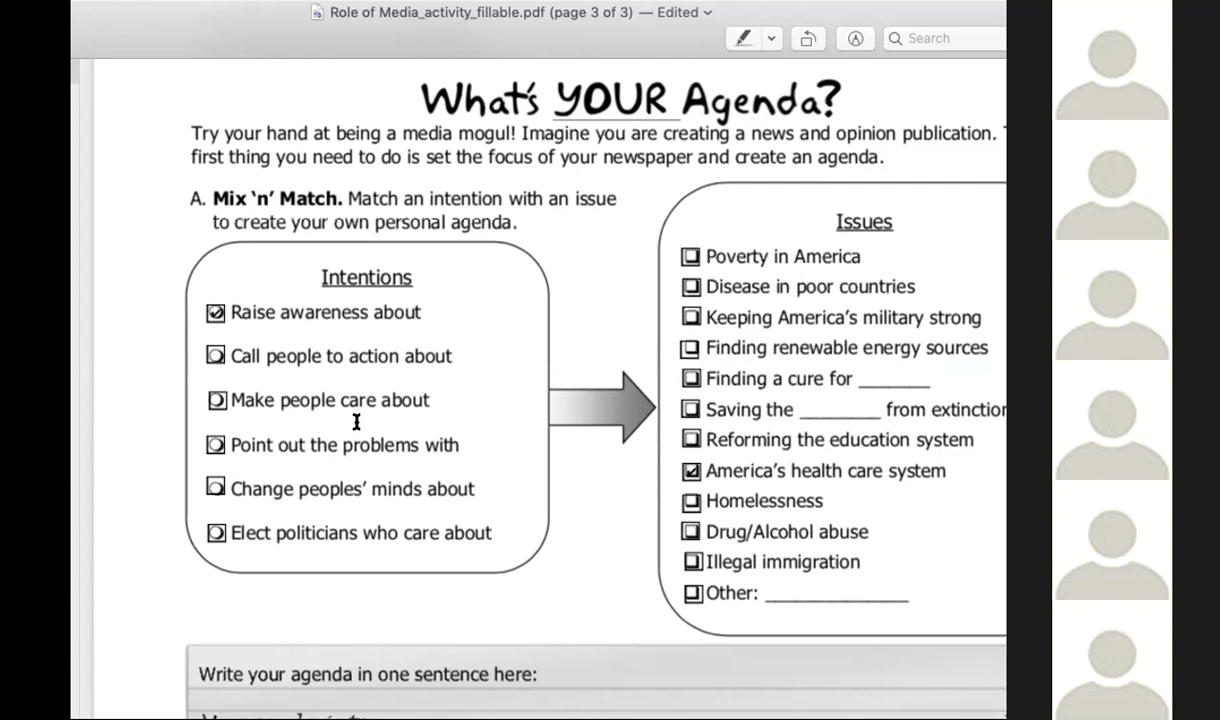 Role of Media_activity_fillable.pdf (page 3 of 3) — Edited
Search
What's YOUR Agenda?
Try your hand at being a media mogul! Imagine you are creating a news and opinion publication.
first thing you need to do is set the focus of your newspaper and create an agenda.
A. Mix ‘n’ Match. Match an intention with an issue
to create your own personal agenda.
Intentions
Raise awareness about
Call people to action about
Make people care about
Point out the problems with
Change peoples’ minds about
Elect politicians who care about
Issues
Poverty in America
Disease in poor countries
Keeping America’s military strong
Finding renewable energy sources
Finding a cure for _______
Saving the ________ from extinction
Reforming the education system
America’s health care system
Homelessness
Drug/Alcohol abuse
Illegal immigration
Other: ______________
Write your agenda in one sentence here: